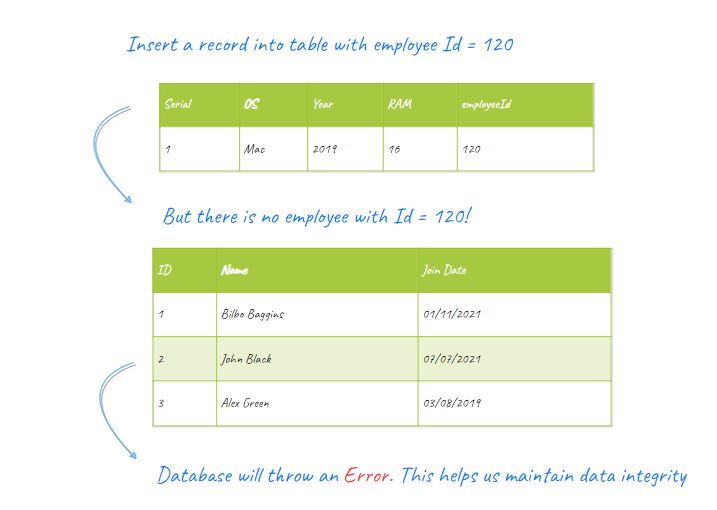 Insert a record into table with employee Id = 120
Serial OS Year RAM employeeId
1 Mac 2019 16 120
But there is no employee with Id = 120!
ID Name Join Date
1 Bilbo Baggins 01/11/2021
2 John Black 07/07/2021
3 Alex Green 03/08/2019
Database will throw an Error. This helps us maintain data integrity